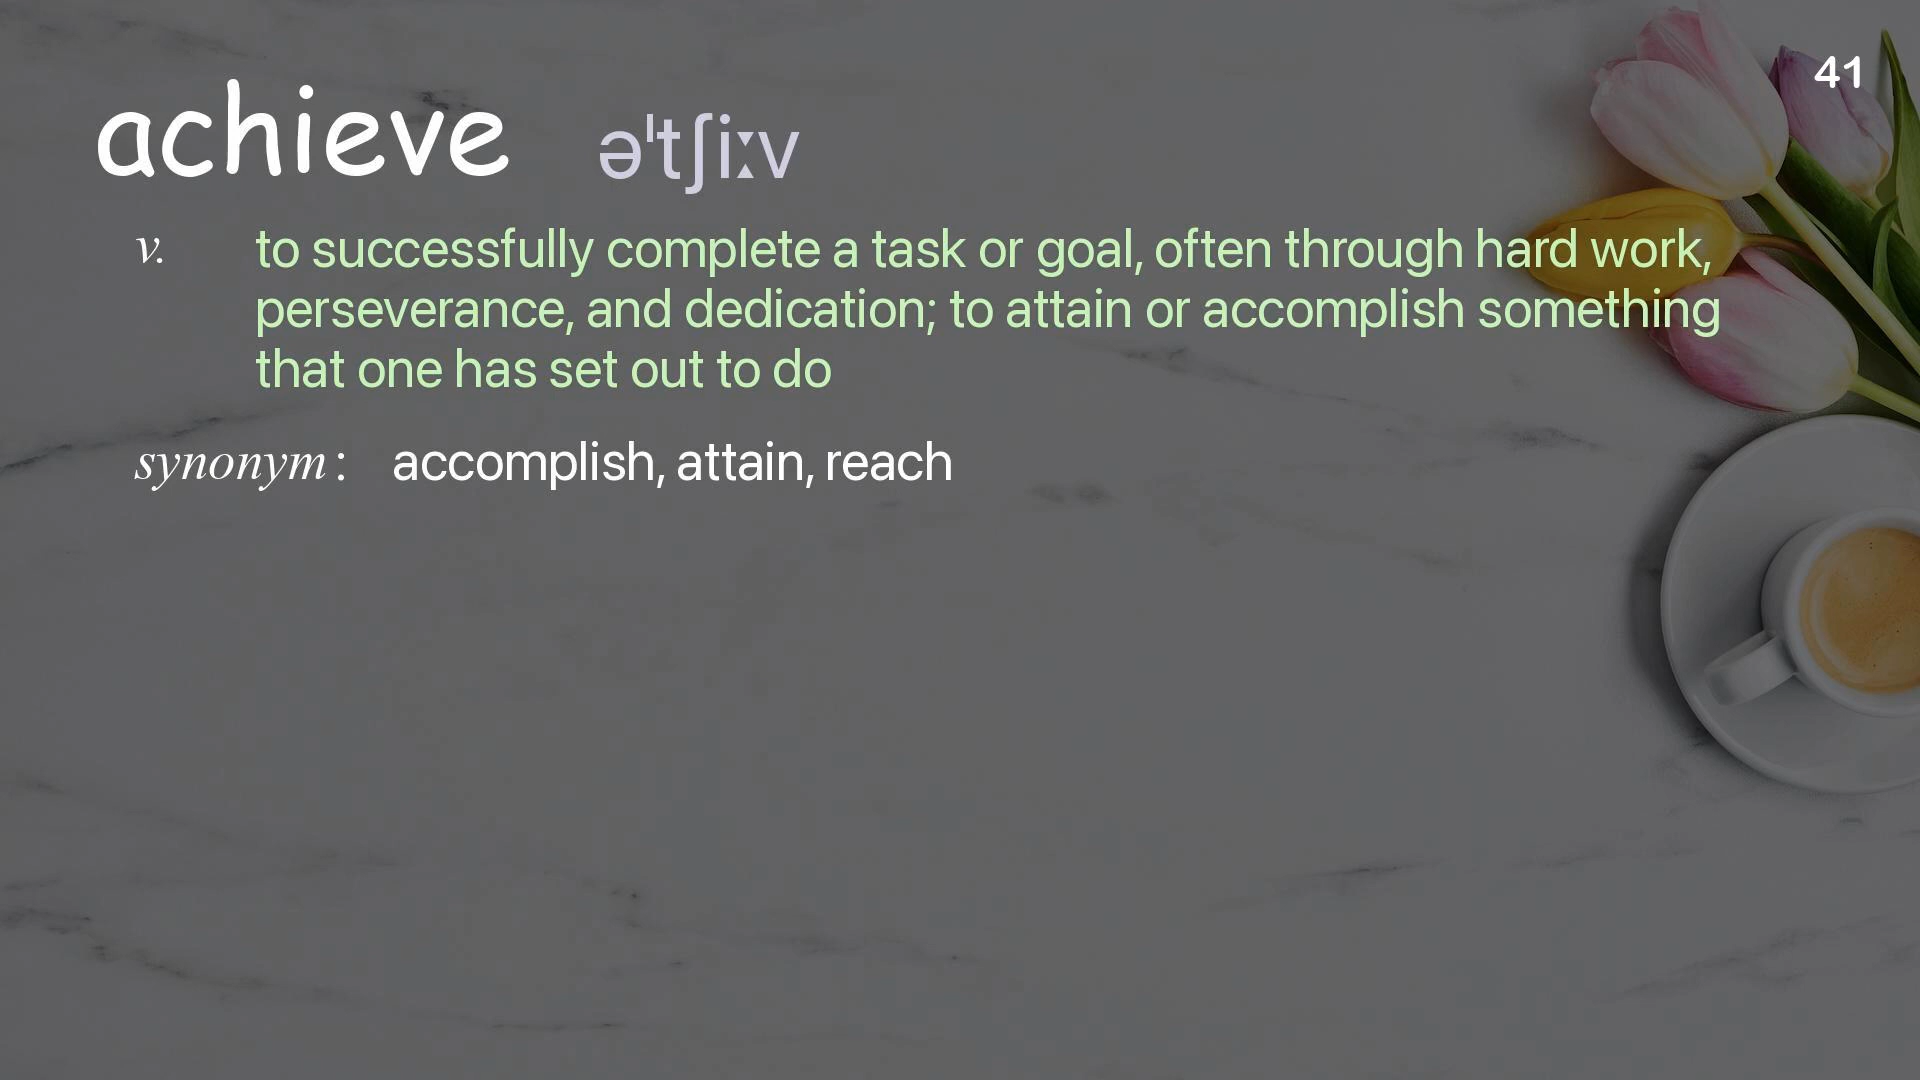 41
achieve əˈtʃiːv
v. to successfully complete a task or goal, often through hard work,
perseverance, and dedication; to attain or accomplish something
that one has set out to do
synonym : accomplish, attain, reach